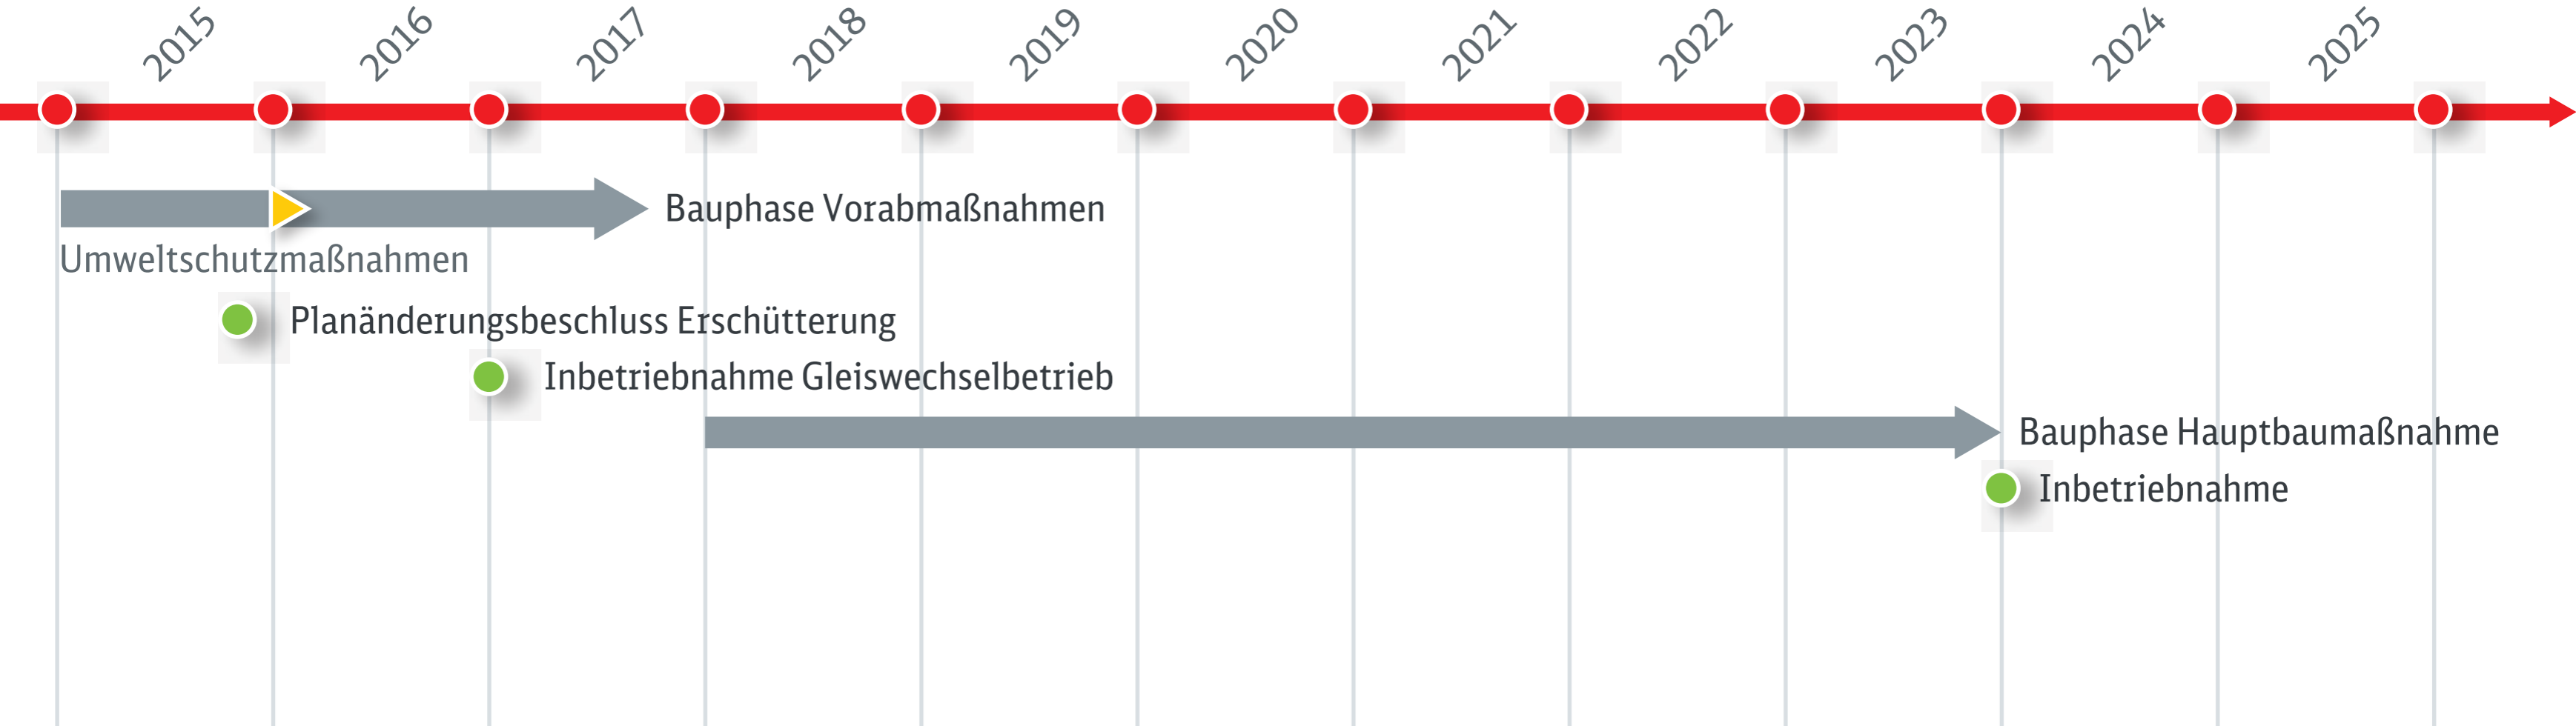 2015 2016 2017 2018 2019 2020 2021 2022 2023 2024 2025
Bauphase Vorabmaßnahmen
Umweltschutzmaßnahmen
Planänderungsbeschluss Erschütterung
Inbetriebnahme Gleiswechselbetrieb
Bauphase Hauptbaumaßnahme
Inbetriebnahme